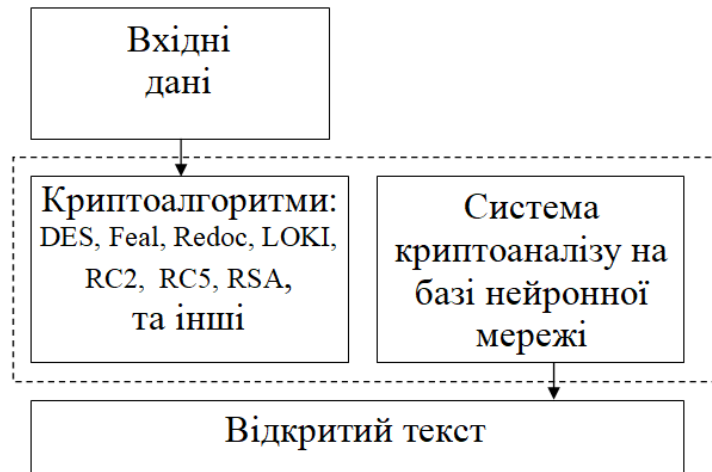 Вхідні
дані
Криптоалгоритми:
DES, Feal, Redoc, LOKI,
RC2, RC5, RSA,
та інші
Система
криптоаналізу на
базі нейронної
мережі
Відкритий текст